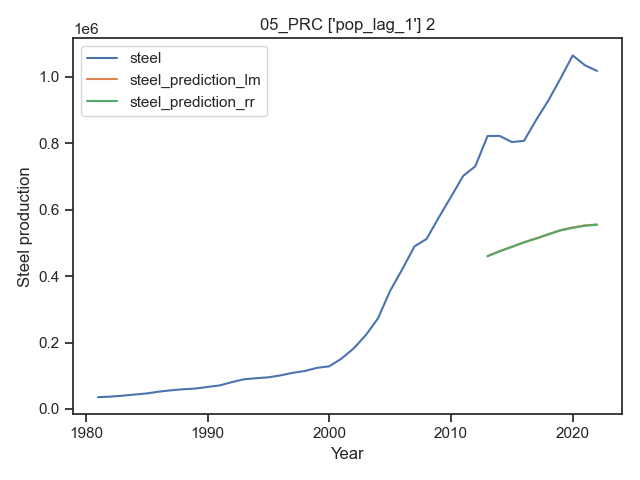 05_PRC ['pop_lag_1'] 2
1e6
steel
steel_prediction_lm
steel_prediction_rr
1.0
0.8
0.6
0.4
0.2
0.0
Steel production
1980
1990
2000
2010
2020
Year